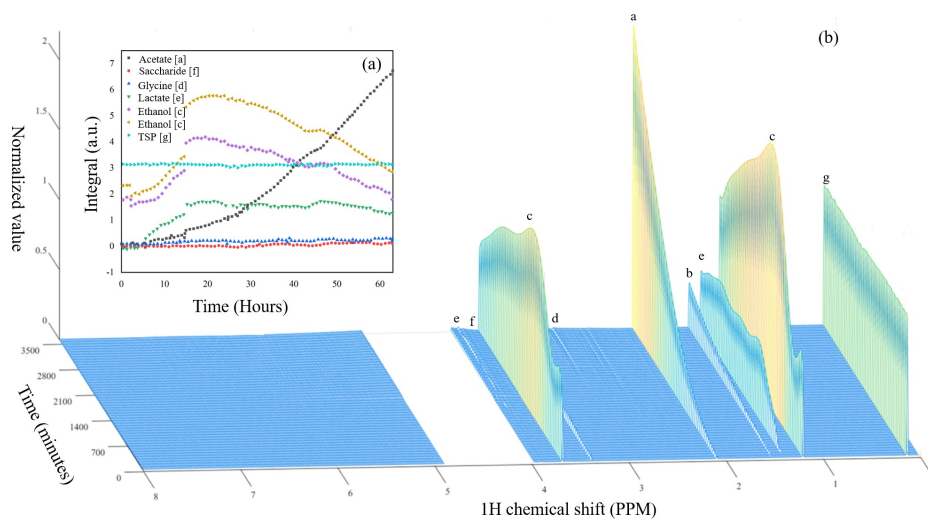 a
(b)
2
1.5
1
0.5
0
Normalized value
(a)
7
6
5
4
3
2
1
0
-1
Integral (a.u.)
Acetate [a]
Saccharide [f]
Glycine [d]
Lactate [e]
Ethanol [c]
Ethanol [c]
TSP [g]
0 10 20 30 40 50 60
Time (Hours)
c
g
c
e
b
e
f
d
3500
2800
2100
1400
700
0
Time (minutes)
8 7 6 5 4 3 2 1
1H chemical shift (PPM)